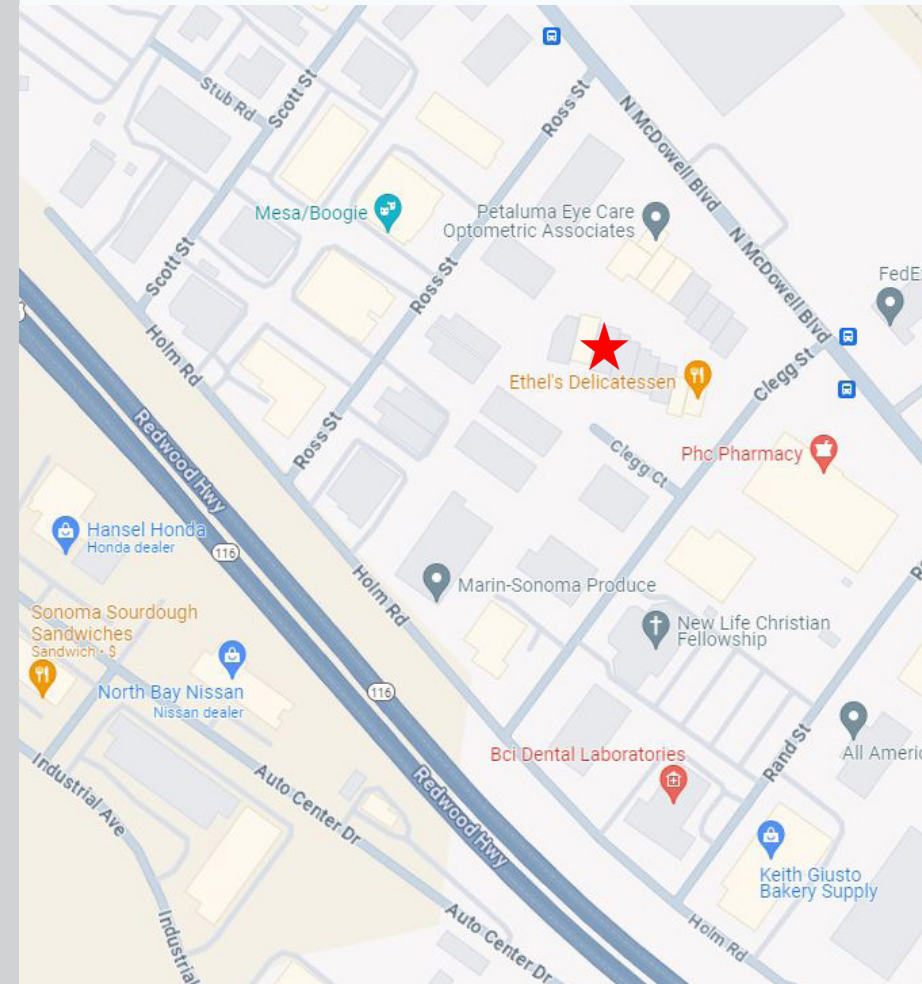 Stub Rd
Scott St
Ross St
N McDowell Blvd
Mesa/Boogie
Petaluma Eye Care
Optometric Associates
N McDowell Blvd
Scott St
Ross St
FedE
Holm Rd
Clegg St
Ethel's Delicatessen
Ross St
Clegg Ct
Phc Pharmacy
Redwood Hwy
Hansel Honda
Honda dealer
116
Holm Rd
Marin-Sonoma Produce
Sonoma Sourdough
Sandwiches
Sandwich · $
New Life Christian
Fellowship
North Bay Nissan
Nissan dealer
116
Bci Dental Laboratories
Rand St
All Americ
Industrial Ave
Auto Center Dr
Redwood Hwy
Keith Giusto
Bakery Supply
Industrial
Auto Center Dr
Holm Rd